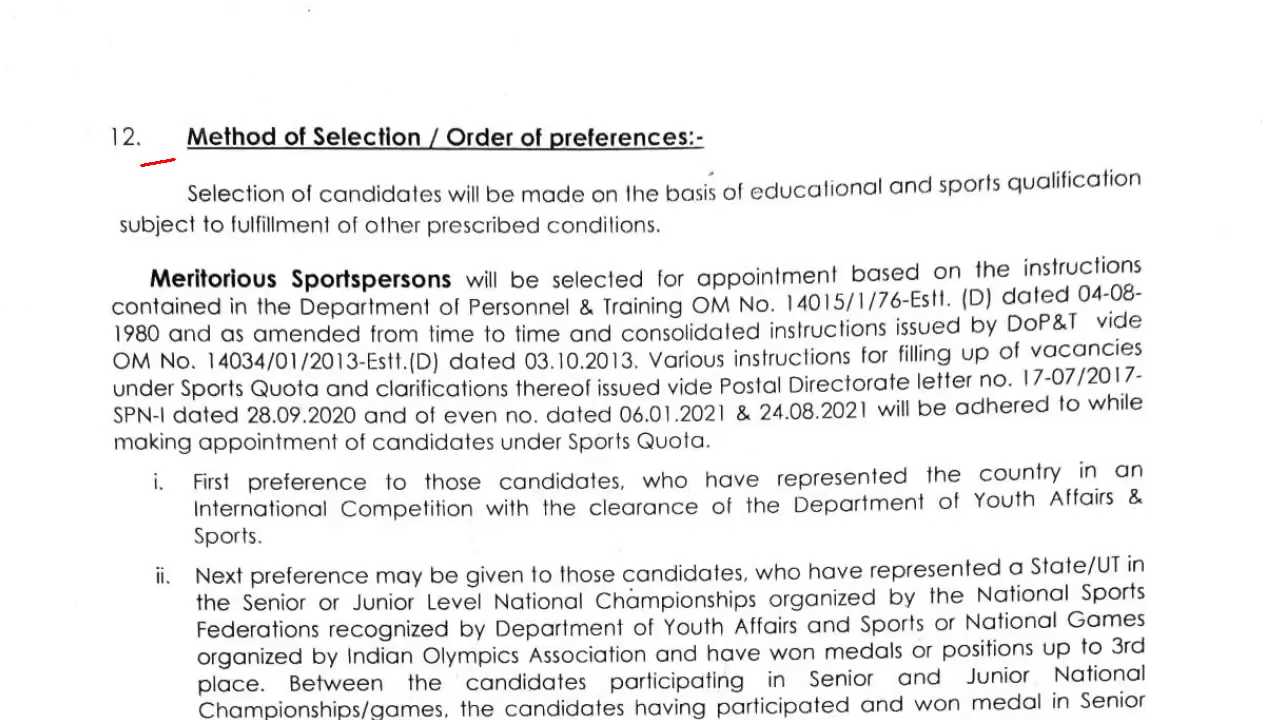 12. Method of Selection / Order of preferences:-
Selection of candidates will be made on the basis of educational and sports qualification
subject to fulfillment of other prescribed conditions.
Meritorious Sportspersons will be selected for appointment based on the instructions
contained in the Department of Personnel & Training OM No. 14015/1/76-Estt. (D) dated 04-08-
1980 and as amended from time to time and consolidated instructions issued by DoP&T vide
OM No. 14034/01/2013-Estt.(D) dated 03.10.2013. Various instructions for filling up of vacancies
under Sports Quota and clarifications thereof issued vide Postal Directorate letter no. 17-07/2017-
SPN-I dated 28.09.2020 and of even no. dated 06.01.2021 & 24.08.2021 will be adhered to while
making appointment of candidates under Sports Quota.
i. First preference to those candidates, who have represented the country in an
International Competition with the clearance of the Department of Youth Affairs &
Sports.
ii. Next preference may be given to those candidates, who have represented a State/UT in
the Senior or Junior Level National Championships organized by the National Sports
Federations recognized by Department of Youth Affairs and Sports or National Games
organized by Indian Olympics Association and have won medals or positions up to 3rd
place. Between the candidates participating in Senior and Junior National
Championships/games, the candidates having participated and won medal in Senior